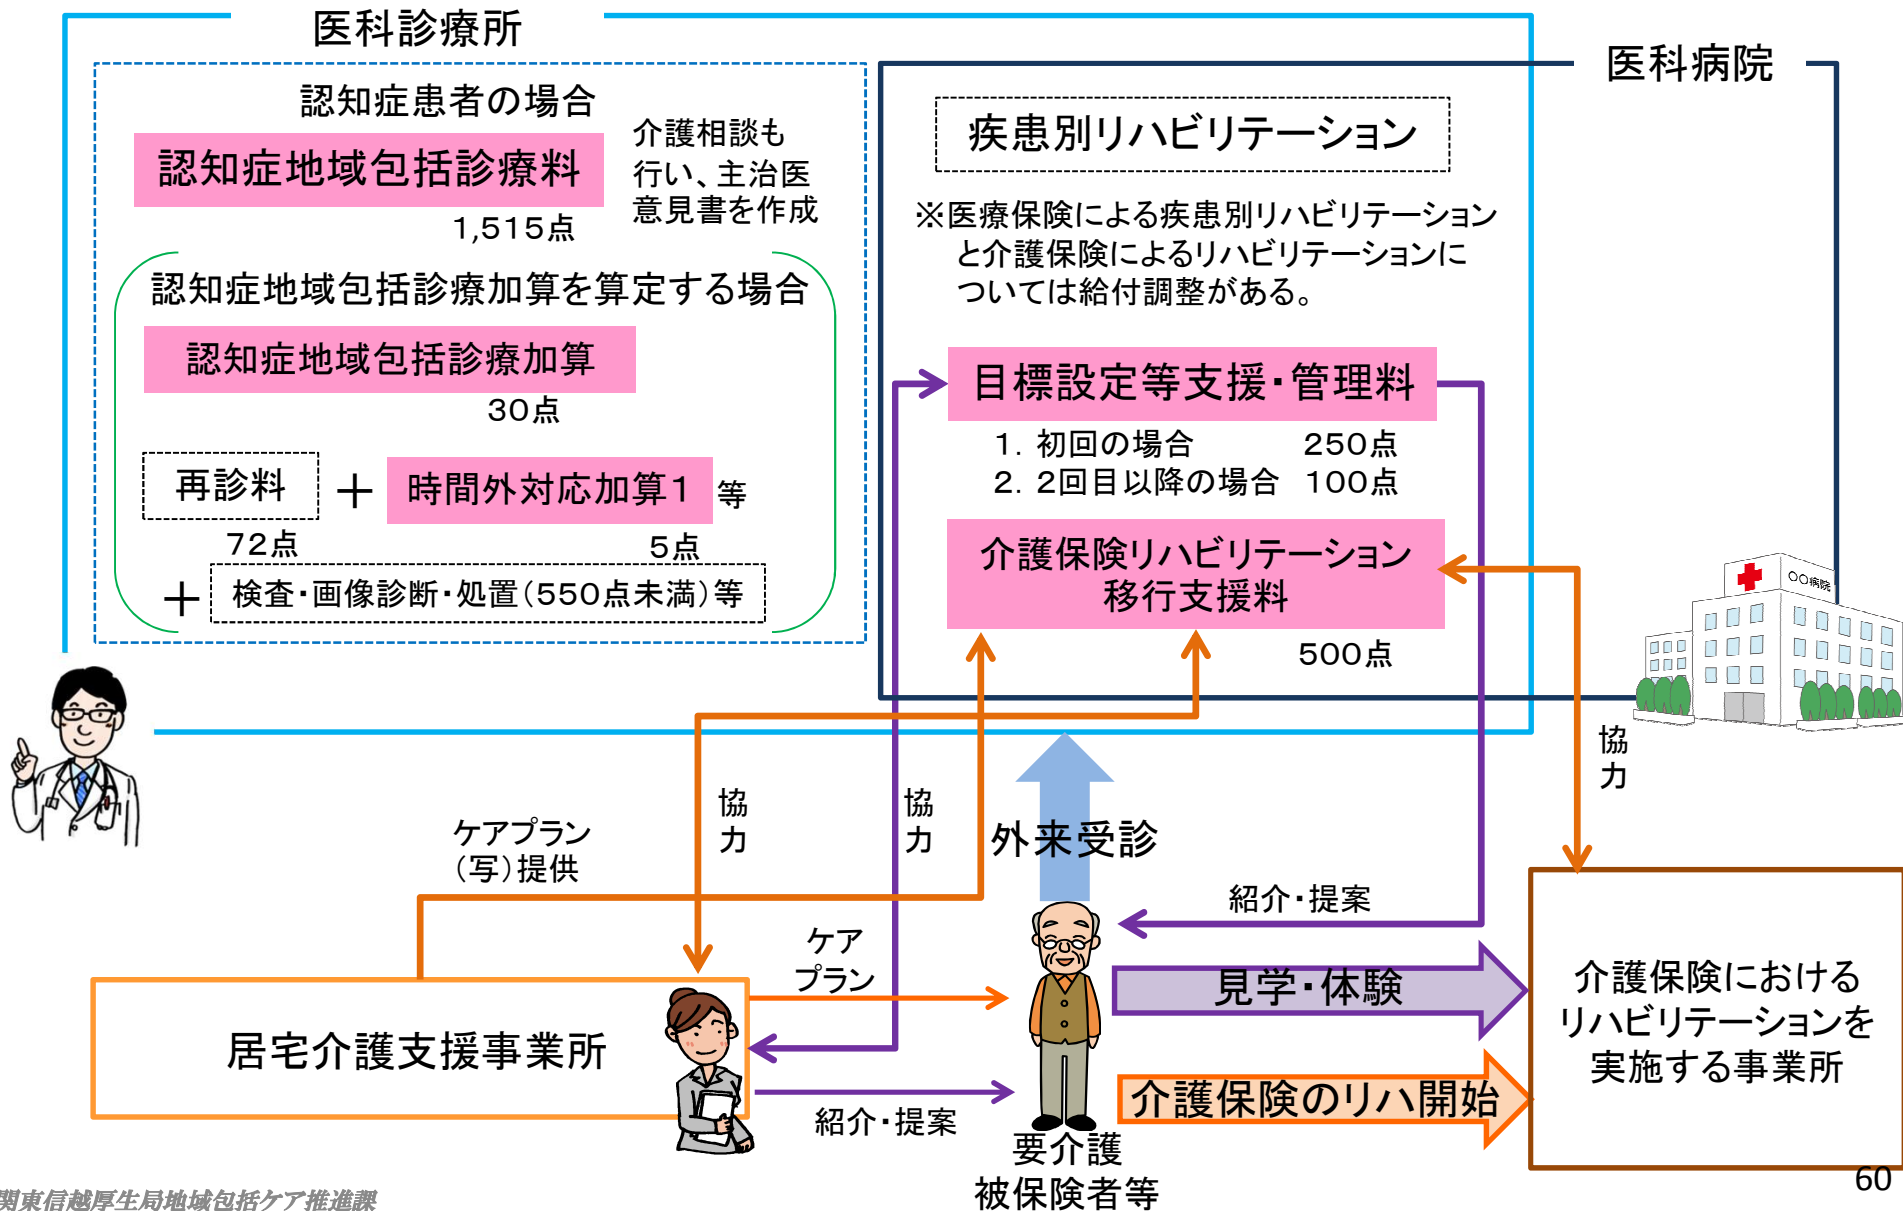 医科診療所
医科病院
認知症患者の場合
認知症地域包括診療料
1,515点
介護相談も
行い、主治医
意見書を作成
認知症地域包括診療加算を算定する場合
認知症地域包括診療加算
30点
再診料
＋
時間外対応加算1
等
72点
5点
＋
検査・画像診断・処置（550点未満）等
疾患別リハビリテーション
※医療保険による疾患別リハビリテーション
と介護保険によるリハビリテーションに
ついては給付調整がある。
目標設定等支援・管理料
1．初回の場合 250点
2．2回目以降の場合 100点
介護保険リハビリテーション
移行支援料
500点
〇〇病院
協力
協力
協力
ケアプラン
（写）提供
外来受診
紹介・提案
ケア
プラン
見学・体験
居宅介護支援事業所
介護保険における
リハビリテーションを
実施する事業所
介護保険のリハ開始
紹介・提案
要介護
被保険者等
関東信越厚生局地域包括ケア推進課
60